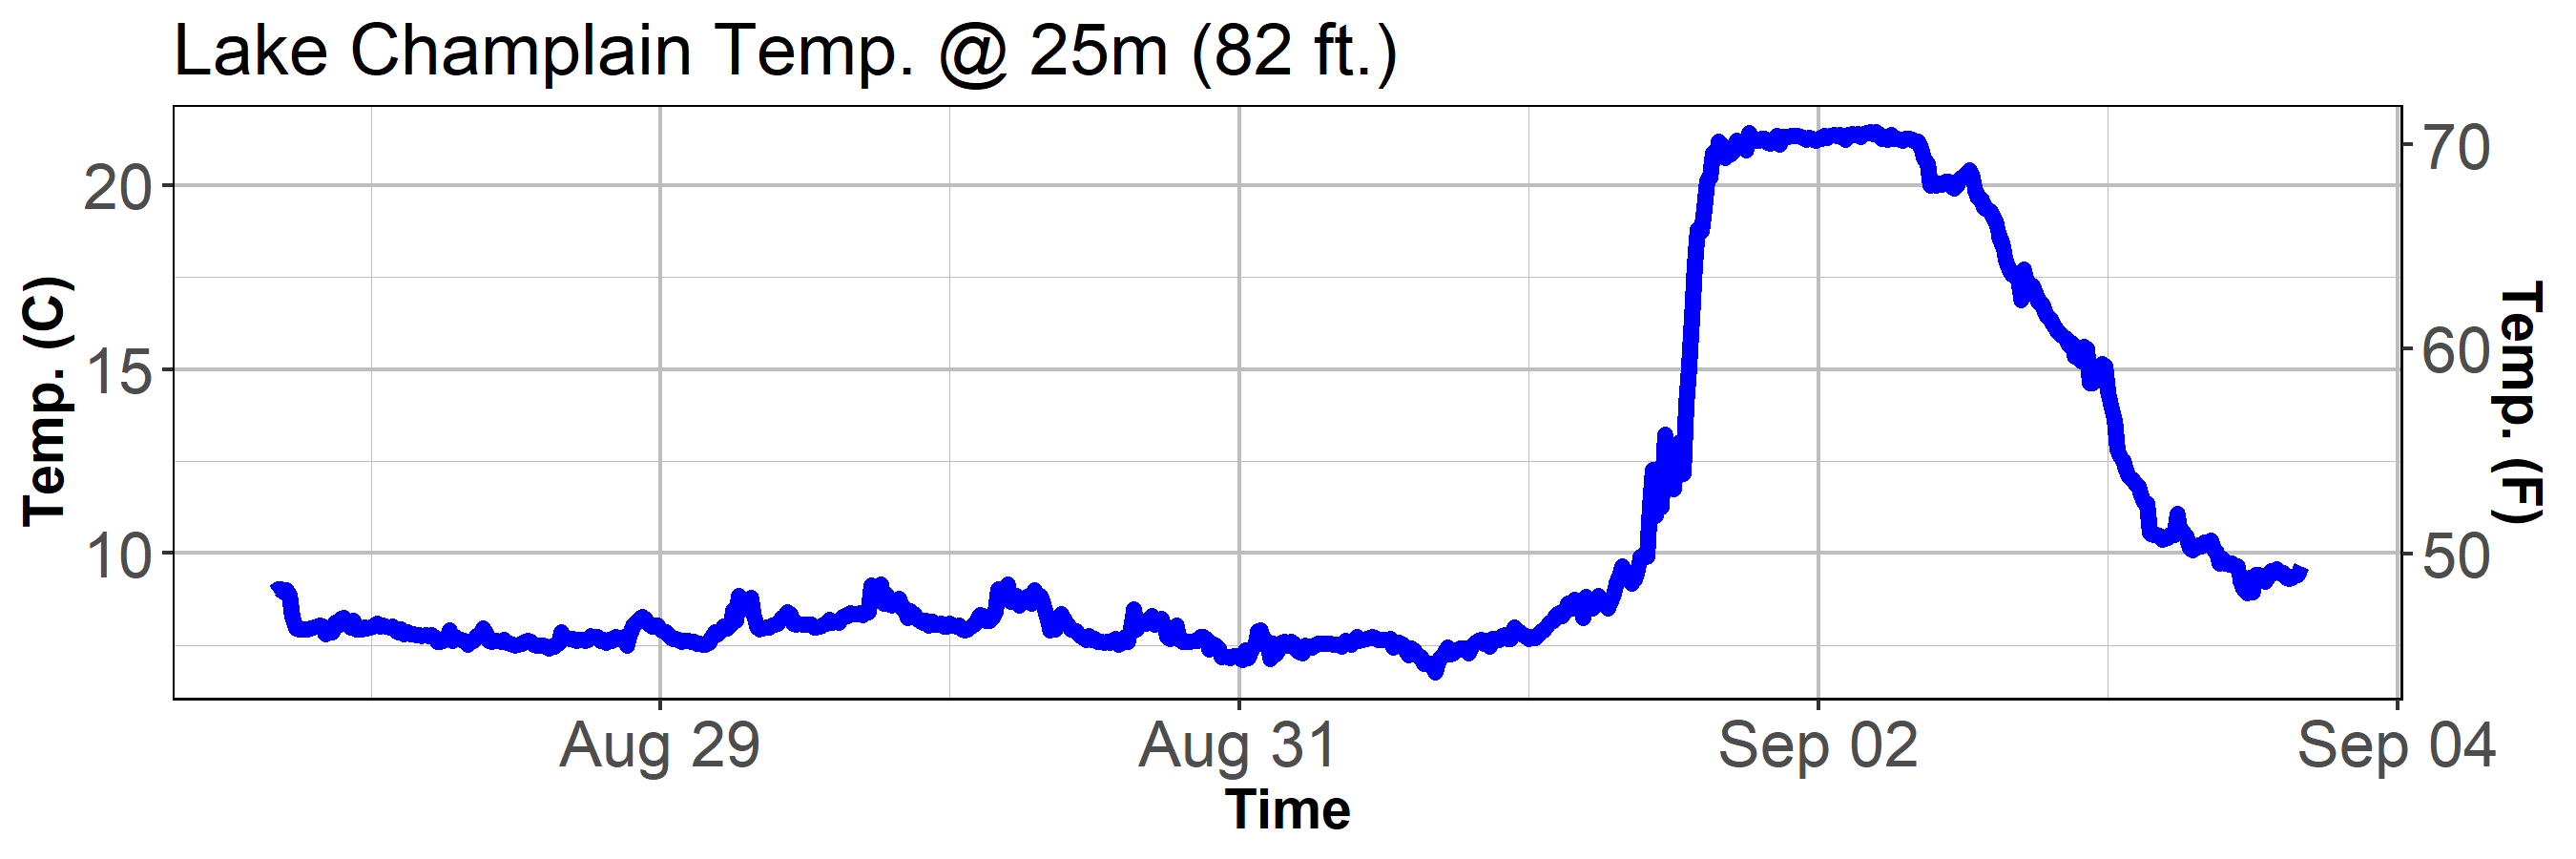 Lake Champlain Temp. @ 25m (82 ft.)
Temp. (C)
20
15
10
70
60
50
Temp. (F)
Aug 29
Aug 31
Sep 02
Sep 04
Time